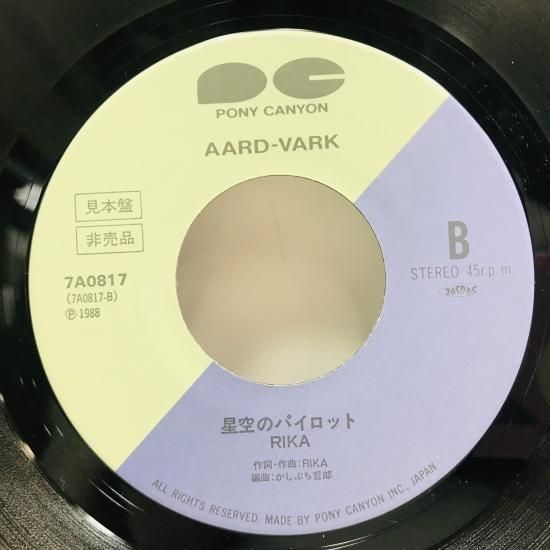 PC
PONY CANYON
AARD-VARK
見本盤
非売品
7A0817
(7A0817-B)
Ⓟ 1988
B
STEREO 45r.p.m.
JASRAC
星空のパイロット
RIKA
作詞・作曲:RIKA
編曲:かしぶち哲郎
ALL RIGHTS RESERVED. MADE BY PONY CANYON INC., JAPAN